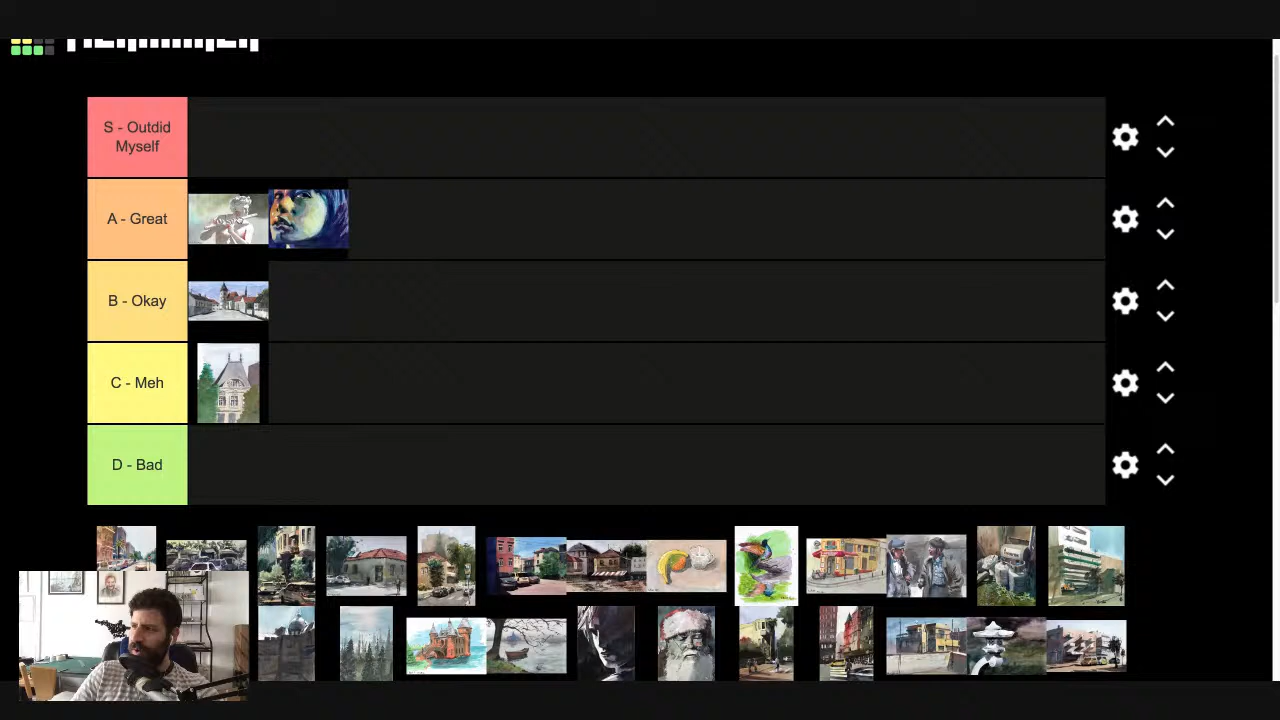 S - Outdid
Myself
A - Great
B - Okay
C - Meh
D - Bad